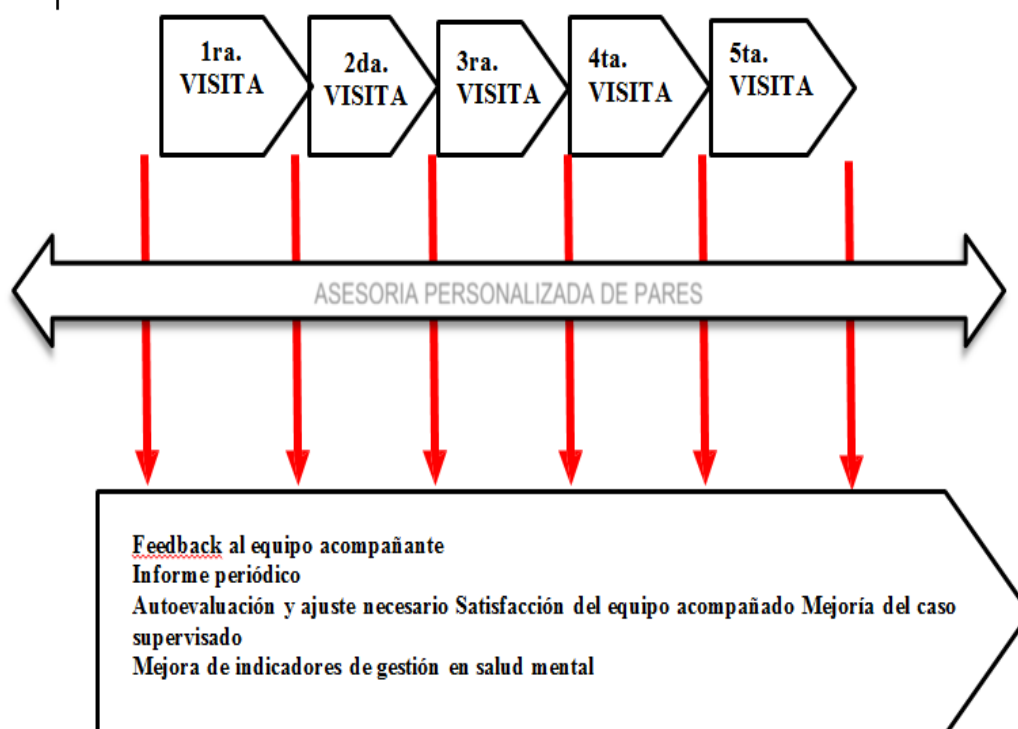 1ra.
VISITA
2da.
VISITA
3ra.
VISITA
4ta.
VISITA
5ta.
VISITA
ASESORIA PERSONALIZADA DE PARES
Feedback al equipo acompañante
Informe periódico
Autoevaluación y ajuste necesario Satisfacción del equipo acompañado Mejoría del caso
supervisado
Mejora de indicadores de gestión en salud mental